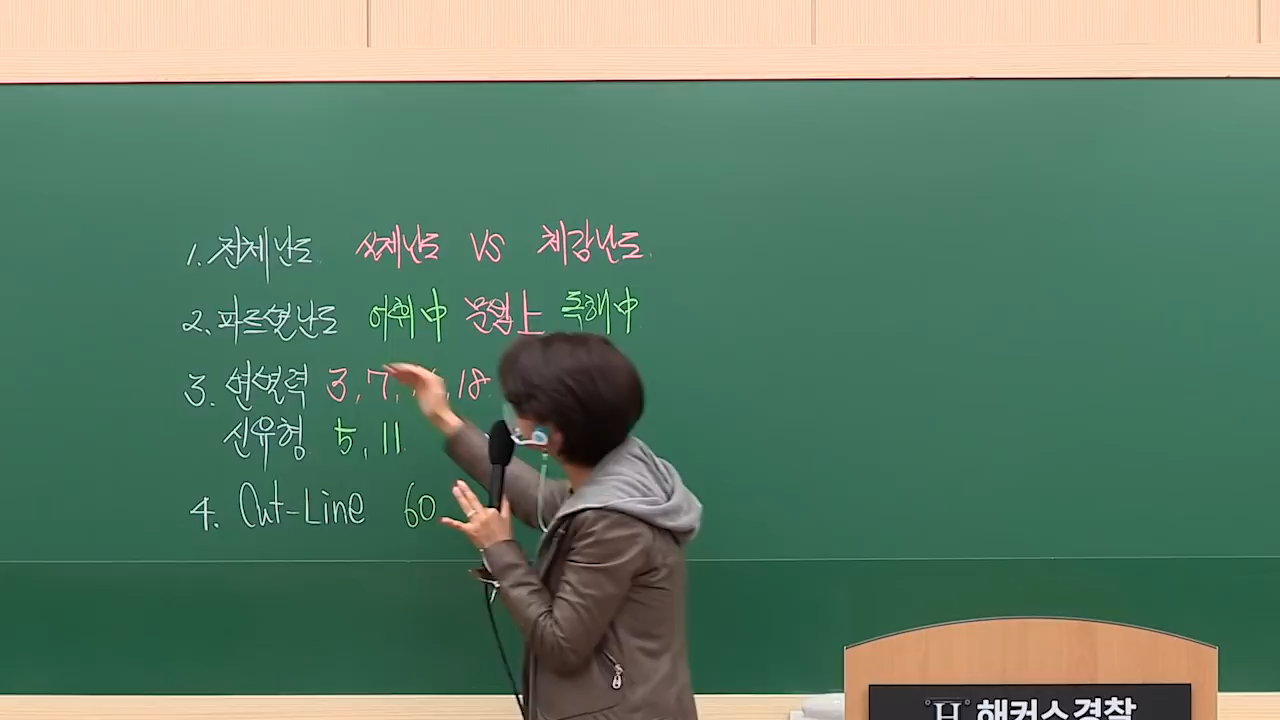 1. 전체난도 실제난도 VS 체감난도
2. 파트별난도 어휘中 문법上 독해中
3. 변별력 3, 7, , 18
신유형 5, 11
4. Cut-Line 60
H 해커스경찰